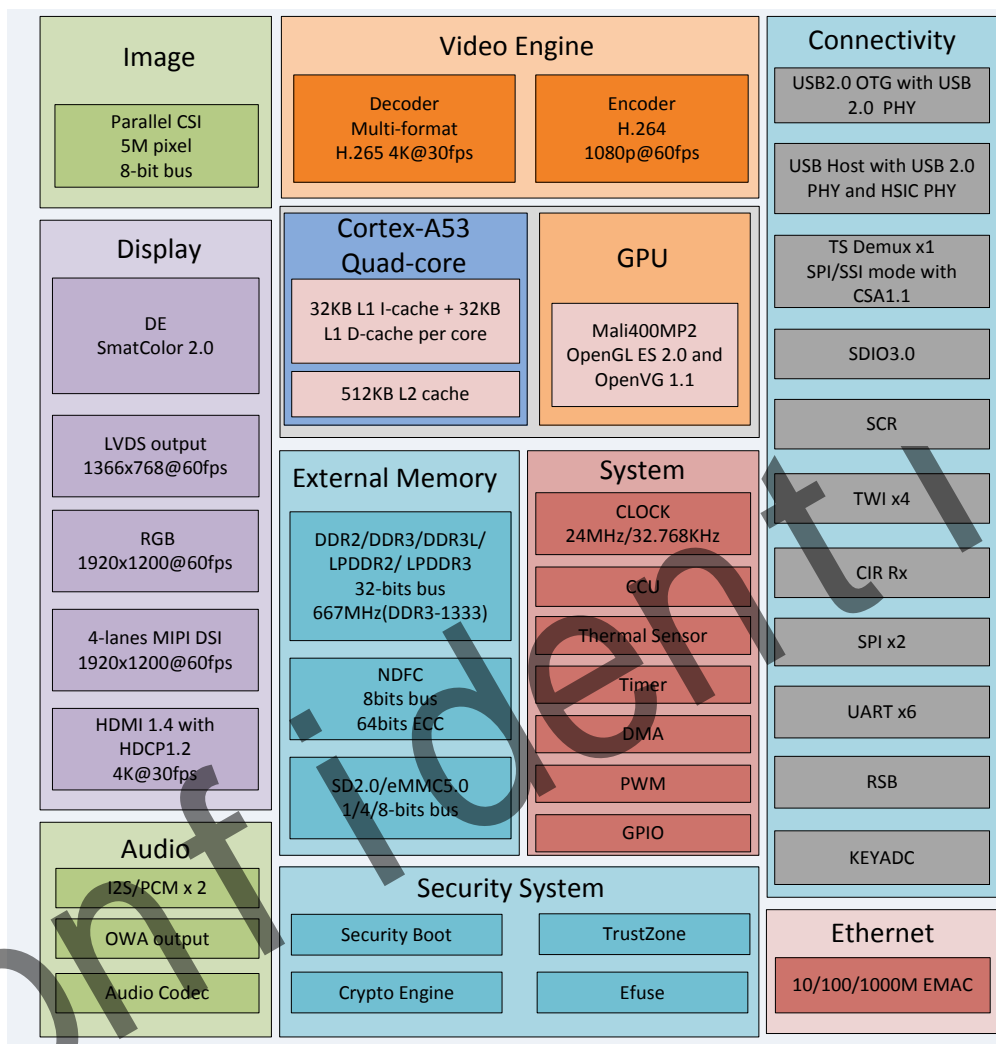 Image
Parallel CSI
5M pixel
8-bit bus
Video Engine
Decoder
Multi-format
H.265 4K@30fps
Encoder
H.264
1080p@60fps
Connectivity
USB2.0 OTG with USB
2.0 PHY
USB Host with USB 2.0
PHY and HSIC PHY
TS Demux x1
SPI/SSI mode with
CSA1.1
SDIO3.0
SCR
TWI x4
CIR Rx
SPI x2
UART x6
RSB
KEYADC
Display
DE
SmatColor 2.0
LVDS output
1366x768@60fps
RGB
1920x1200@60fps
4-lanes MIPI DSI
1920x1200@60fps
HDMI 1.4 with
HDCP1.2
4K@30fps
Cortex-A53
Quad-core
32KB L1 I-cache + 32KB
L1 D-cache per core
512KB L2 cache
GPU
Mali400MP2
OpenGL ES 2.0 and
OpenVG 1.1
External Memory
DDR2/DDR3/DDR3L/
LPDDR2/ LPDDR3
32-bits bus
667MHz(DDR3-1333)
NDFC
8bits bus
64bits ECC
SD2.0/eMMC5.0
1/4/8-bits bus
System
CLOCK
24MHz/32.768KHz
CCU
Thermal Sensor
Timer
DMA
PWM
GPIO
Audio
I2S/PCM x 2
OWA output
Audio Codec
Security System
Security Boot
TrustZone
Crypto Engine
Efuse
Ethernet
10/100/1000M EMAC
onfidenti